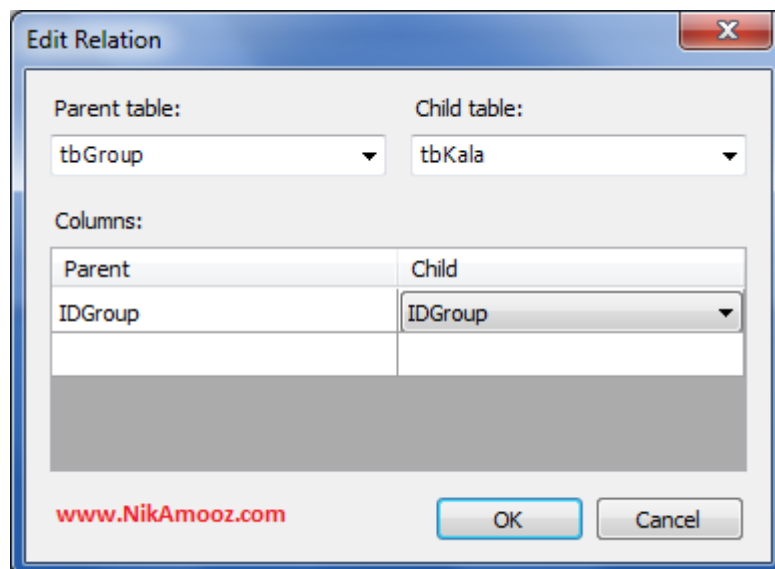 Edit Relation
Parent table: Child table:
tbGroup tbKala
Columns:
Parent Child
IDGroup IDGroup
www.NikAmooz.com OK Cancel